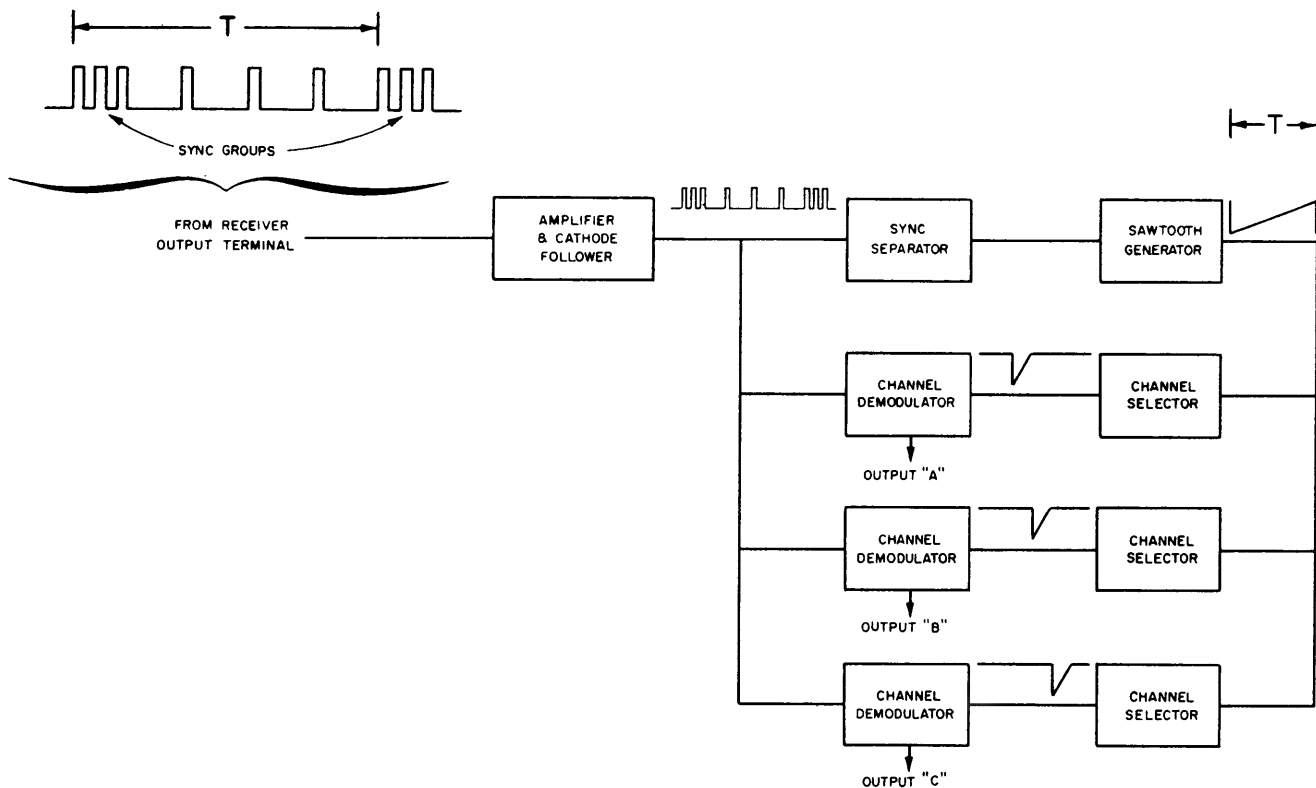 T
SYNC GROUPS
FROM RECEIVER
OUTPUT TERMINAL
AMPLIFIER
& CATHODE
FOLLOWER
SYNC
SEPARATOR
SAWTOOTH
GENERATOR
T
CHANNEL
DEMODULATOR
CHANNEL
SELECTOR
OUTPUT "A"
CHANNEL
DEMODULATOR
CHANNEL
SELECTOR
OUTPUT "B"
CHANNEL
DEMODULATOR
CHANNEL
SELECTOR
OUTPUT "C"